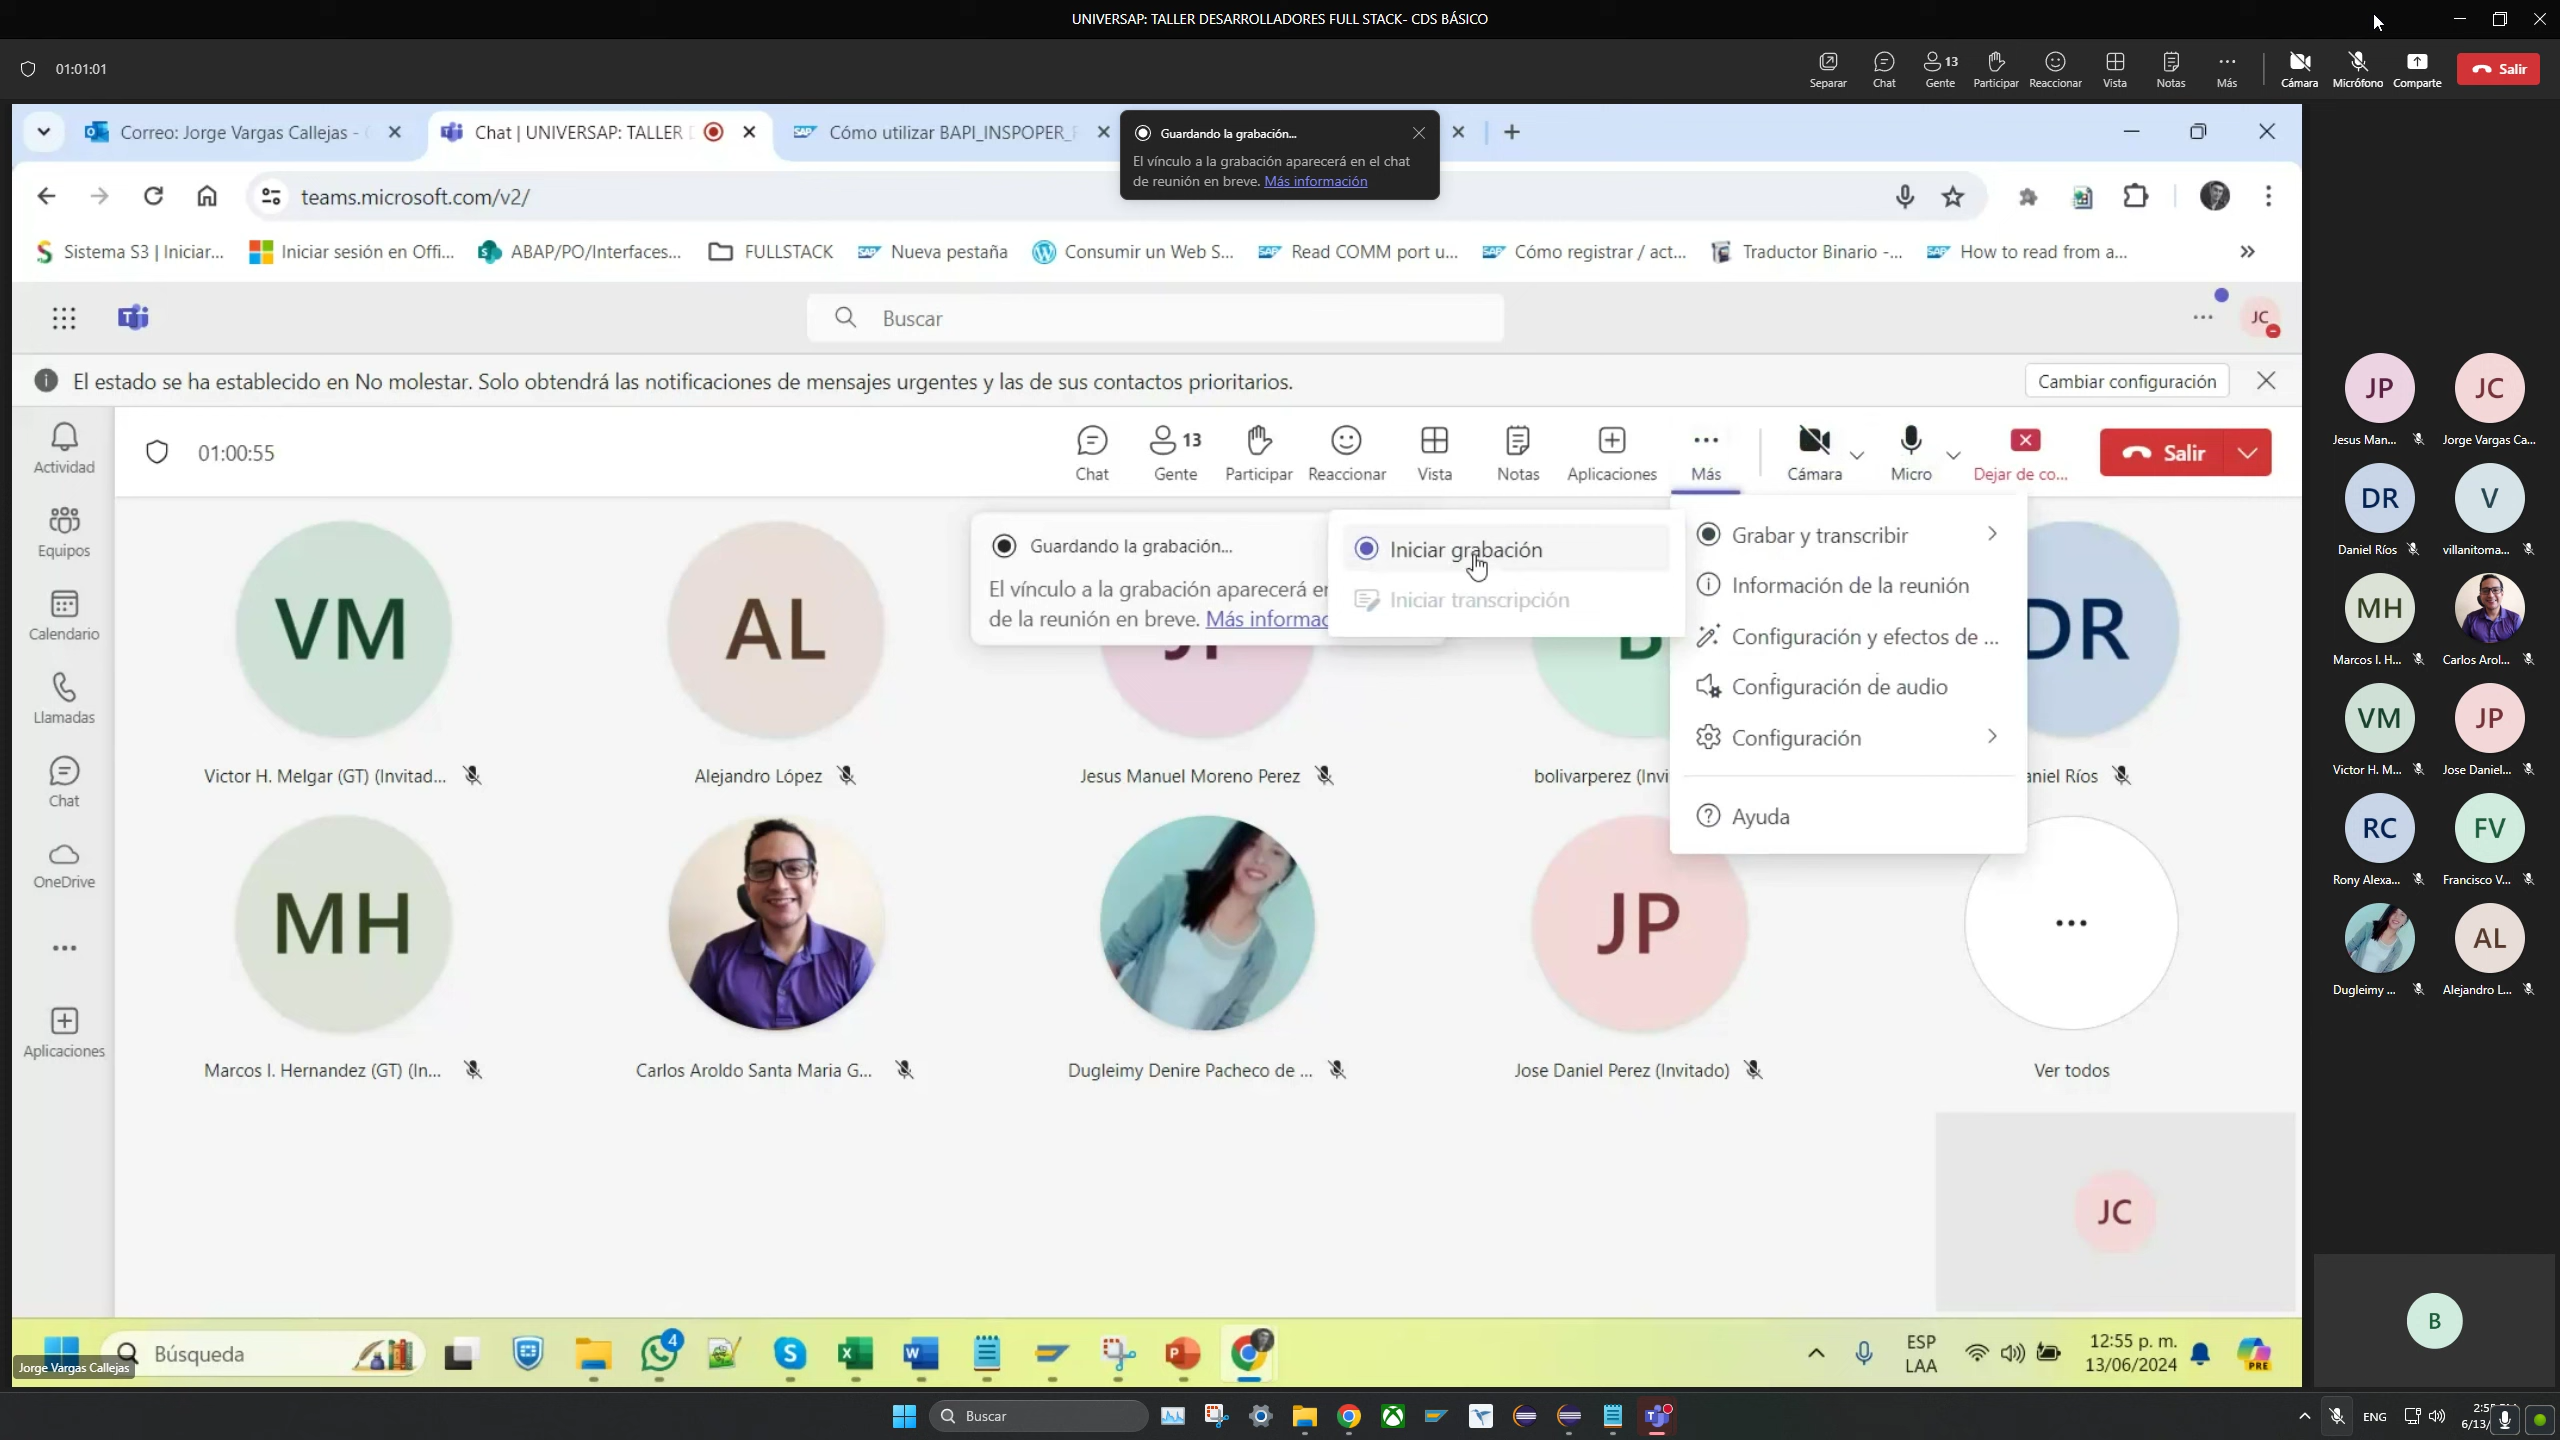 UNIVERSAP: TALLER DESARROLLADORES FULL STACK- CDS BÁSICO
01:01:01
Separar
Chat
13
Gente
Participar
Reaccionar
Vista
Notas
Más
Cámara
Micrófono
Comparte
Salir
Correo: Jorge Vargas Callejas -
Chat | UNIVERSAP: TALLER
Cómo utilizar BAPI_INSPOPER_
Guardando la grabación...
El vínculo a la grabación aparecerá en el chat
de reunión en breve. Más información
teams.microsoft.com/v2/
Sistema S3 | Iniciar...
Iniciar sesión en Offi...
ABAP/PO/Interfaces...
FULLSTACK
Nueva pestaña
Consumir un Web S...
Read COMM port u...
Cómo registrar / act...
Traductor Binario -...
How to read from a...
Buscar
JC
El estado se ha establecido en No molestar. Solo obtendrá las notificaciones de mensajes urgentes y las de sus contactos prioritarios.
Cambiar configuración
Actividad
Equipos
Calendario
Llamadas
Chat
OneDrive
Aplicaciones
01:00:55
Chat
13
Gente
Participar
Reaccionar
Vista
Notas
Aplicaciones
Más
Cámara
Micro
Dejar de co...
Salir
Guardando la grabación...
El vínculo a la grabación aparecerá en
de la reunión en breve. Más informac
Iniciar grabación
Iniciar transcripción
Grabar y transcribir
Información de la reunión
Configuración y efectos de ...
Configuración de audio
Configuración
Ayuda
VM
AL
JP
B
DR
Victor H. Melgar (GT) (Invitad...
Alejandro López
Jesus Manuel Moreno Perez
bolivarperez (Invi
aniel Ríos
MH
JP
...
Marcos I. Hernandez (GT) (In...
Carlos Aroldo Santa Maria G...
Dugleimy Denire Pacheco de ...
Jose Daniel Perez (Invitado)
Ver todos
JC
JP
JC
Jesus Man...
Jorge Vargas Ca...
DR
V
Daniel Ríos
villanitoma...
MH
Marcos I. H...
Carlos Arol...
VM
JP
Victor H. M...
Jose Daniel...
RC
FV
Rony Alexa...
Francisco V...
AL
Dugleimy ...
Alejandro L...
B
Búsqueda
4
ESP
LAA
12:55 p. m.
13/06/2024
PRE
Jorge Vargas Callejas
Buscar
ENG
6/13/